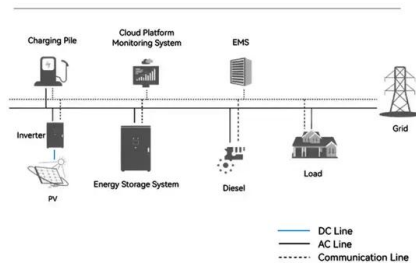 Charging Pile
Cloud Platform
Monitoring System
EMS
Grid
Inverter
PV
Energy Storage System
Diesel
Load
DC Line
AC Line
Communication Line